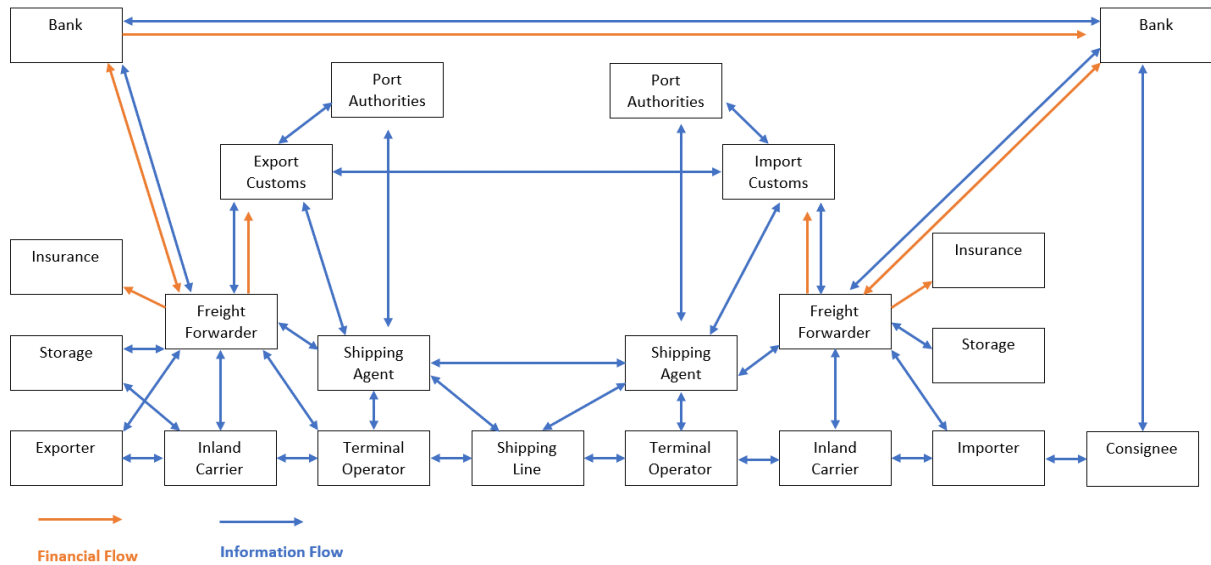 Bank
Bank
Port
Authorities
Port
Authorities
Export
Customs
Import
Customs
Insurance
Insurance
Freight
Forwarder
Freight
Forwarder
Storage
Shipping
Agent
Shipping
Agent
Storage
Exporter
Inland
Carrier
Terminal
Operator
Shipping
Line
Terminal
Operator
Inland
Carrier
Importer
Consignee
Financial Flow
Information Flow